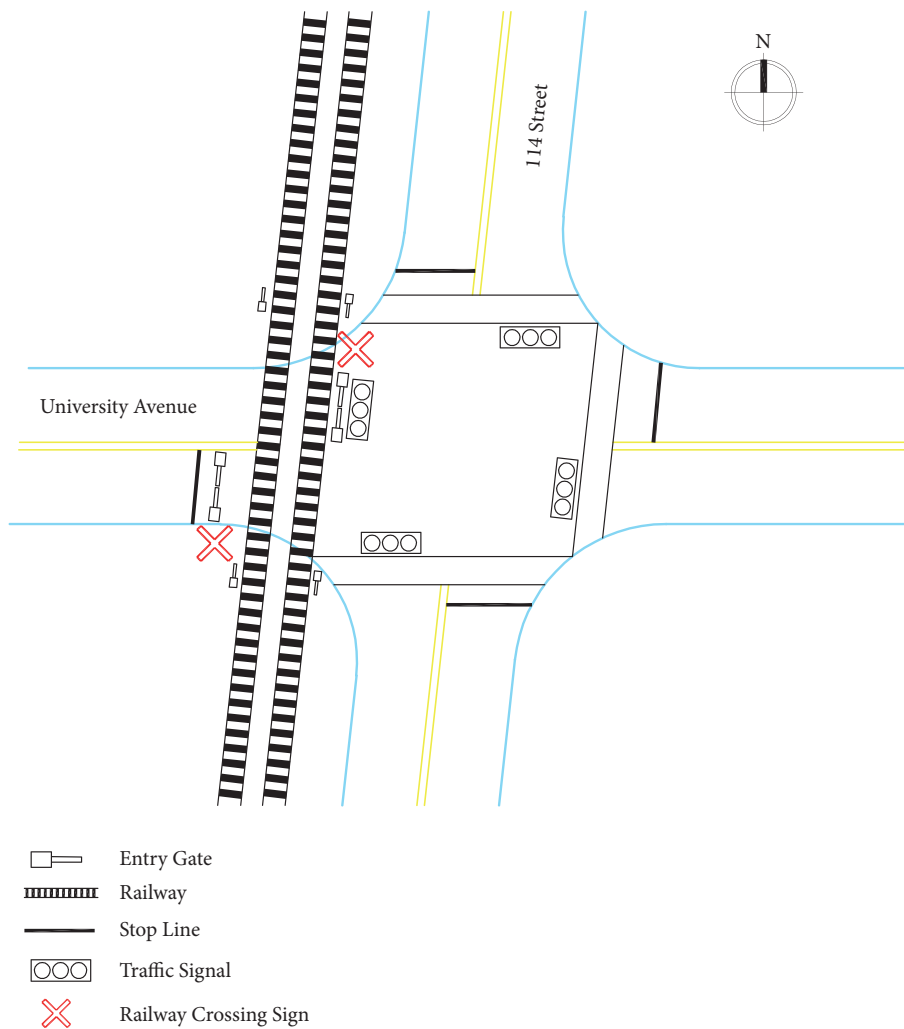 N
114 Street
University Avenue
Entry Gate
Railway
Stop Line
Traffic Signal
Railway Crossing Sign